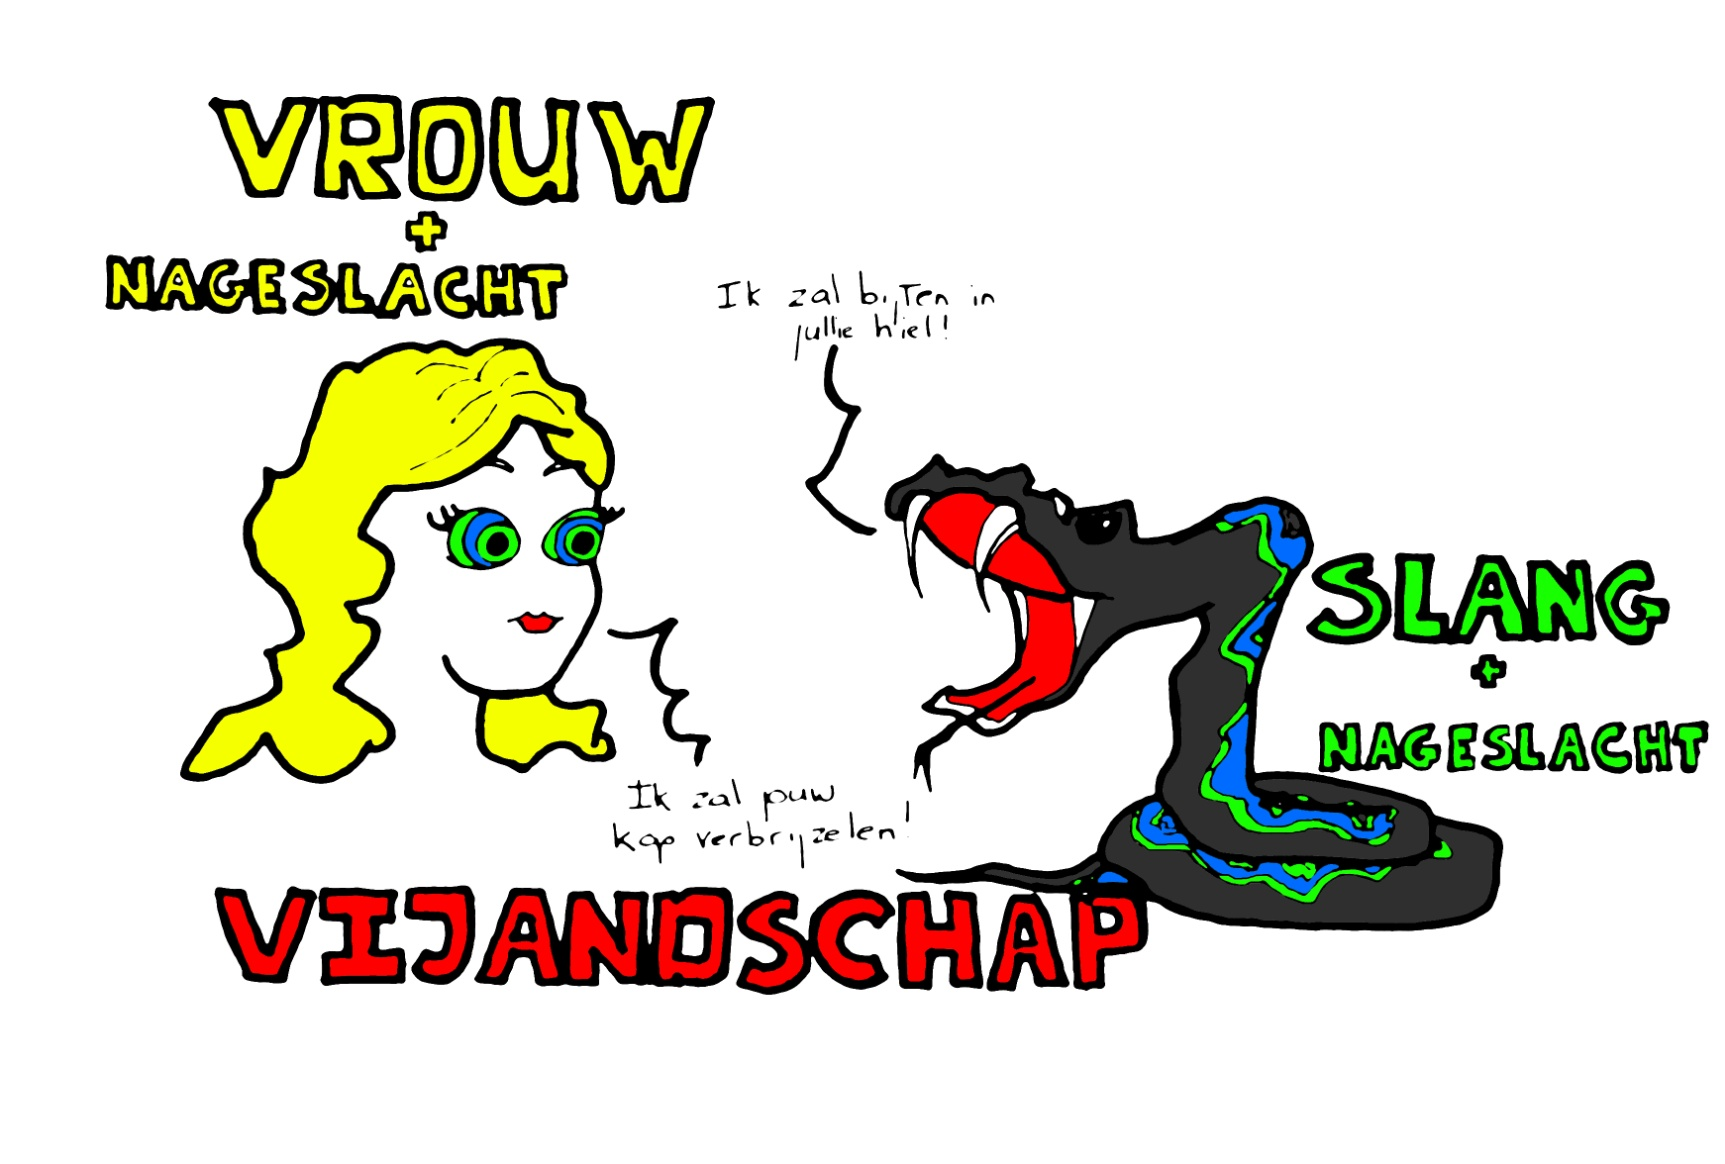 VROUW
+
NAGESLACHT
Ik zal bijten in
jullie hiel!
SLANG
+
NAGESLACHT
Ik zal puw
kop verbrijzelen!
VIJANDSCHAP